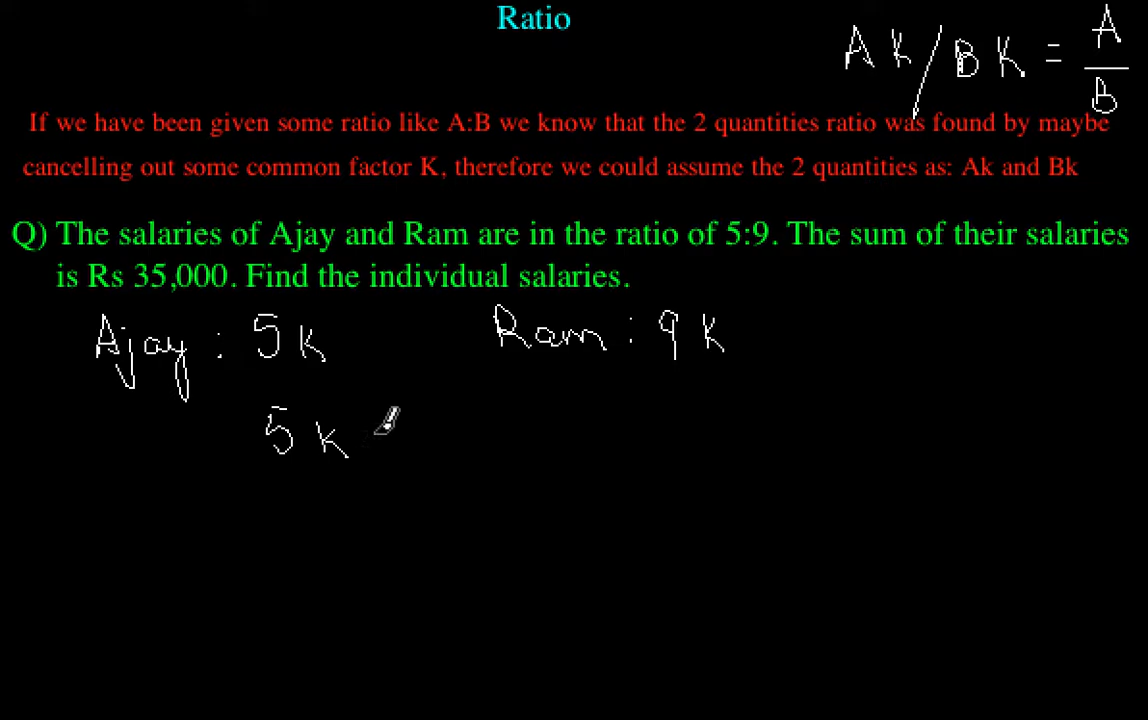 Ratio
AK/BK = A/B
If we have been given some ratio like A:B we know that the 2 quantities ratio was found by maybe
cancelling out some common factor K, therefore we could assume the 2 quantities as: Ak and Bk
Q) The salaries of Ajay and Ram are in the ratio of 5:9. The sum of their salaries
is Rs 35,000. Find the individual salaries.
Ajay : 5K Ram : 9K
5K